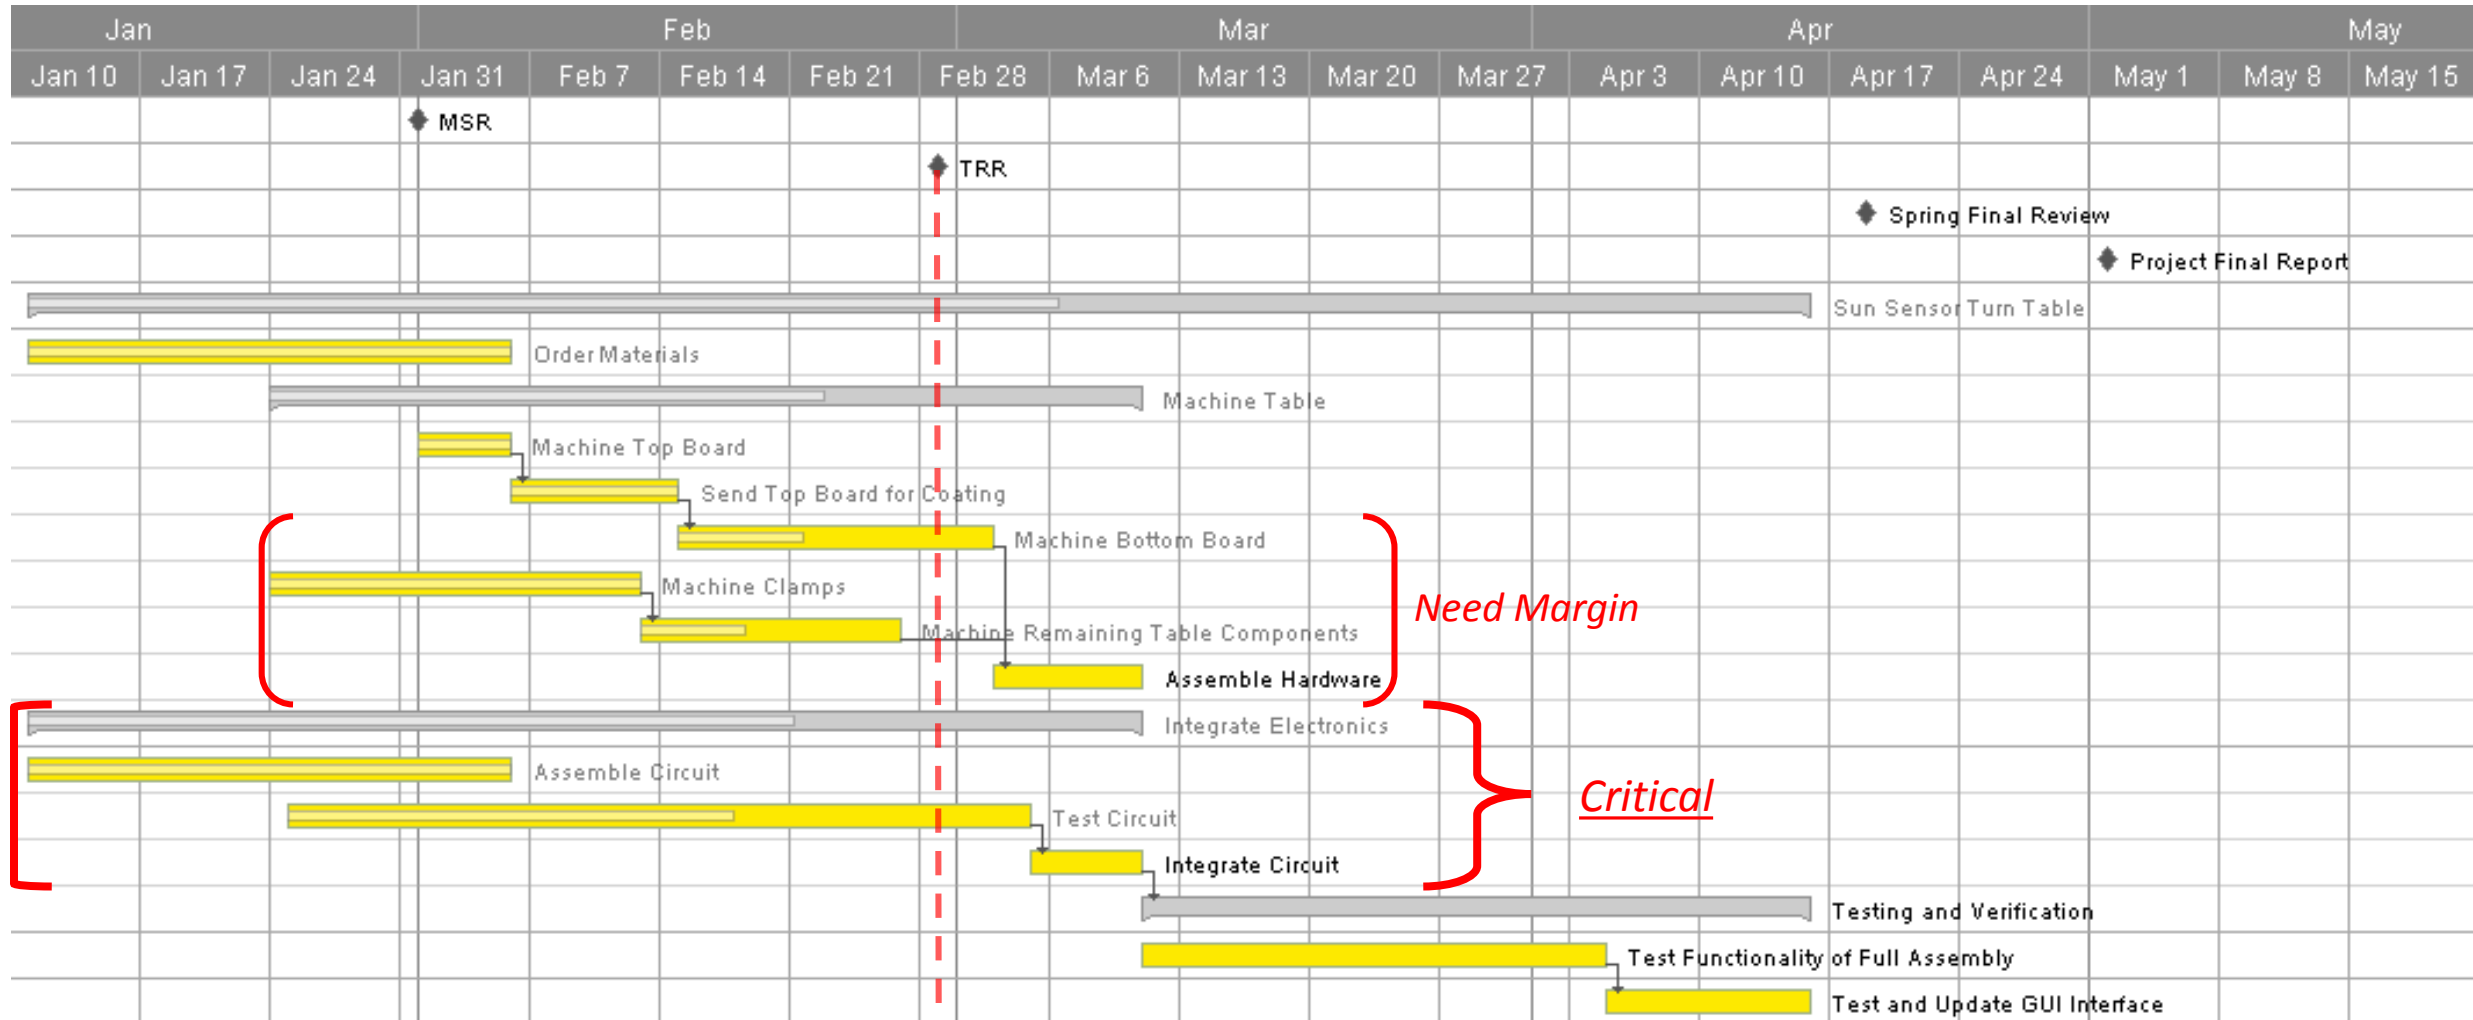 Jan Feb Mar Apr May
Jan 10 Jan 17 Jan 24 Jan 31 Feb 7 Feb 14 Feb 21 Feb 28 Mar 6 Mar 13 Mar 20 Mar 27 Apr 3 Apr 10 Apr 17 Apr 24 May 1 May 8 May 15
MSR
TRR
Spring Final Review
Project Final Report
Sun Sensor Turn Table
Order Materials
Machine Table
Machine Top Board
Send Top Board for Coating
Machine Bottom Board
Machine Clamps
Need Margin
Machine Remaining Table Components
Assemble Hardware
Integrate Electronics
Assemble Circuit
Critical
Test Circuit
Integrate Circuit
Testing and Verification
Test Functionality of Full Assembly
Test and Update GUI Interface